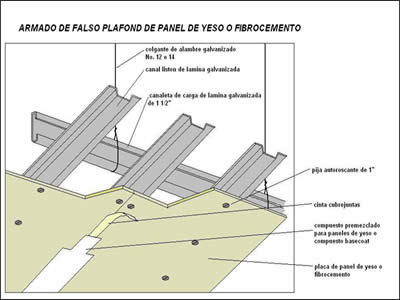 ARMADO DE FALSO PLAFOND DE PANEL DE YESO O FIBROCEMENTO
colgante de alambre galvanizado
No. 12 o 14
canal liston de lamina galvanizada
canaleta de carga de lamina galvanizada
de 1 1/2"
pija autoroscante de 1"
cinta cubrejuntas
compuesto premezclado
para paneles de yeso o
compuesto basecoat
placa de panel de yeso o
fibrocemento